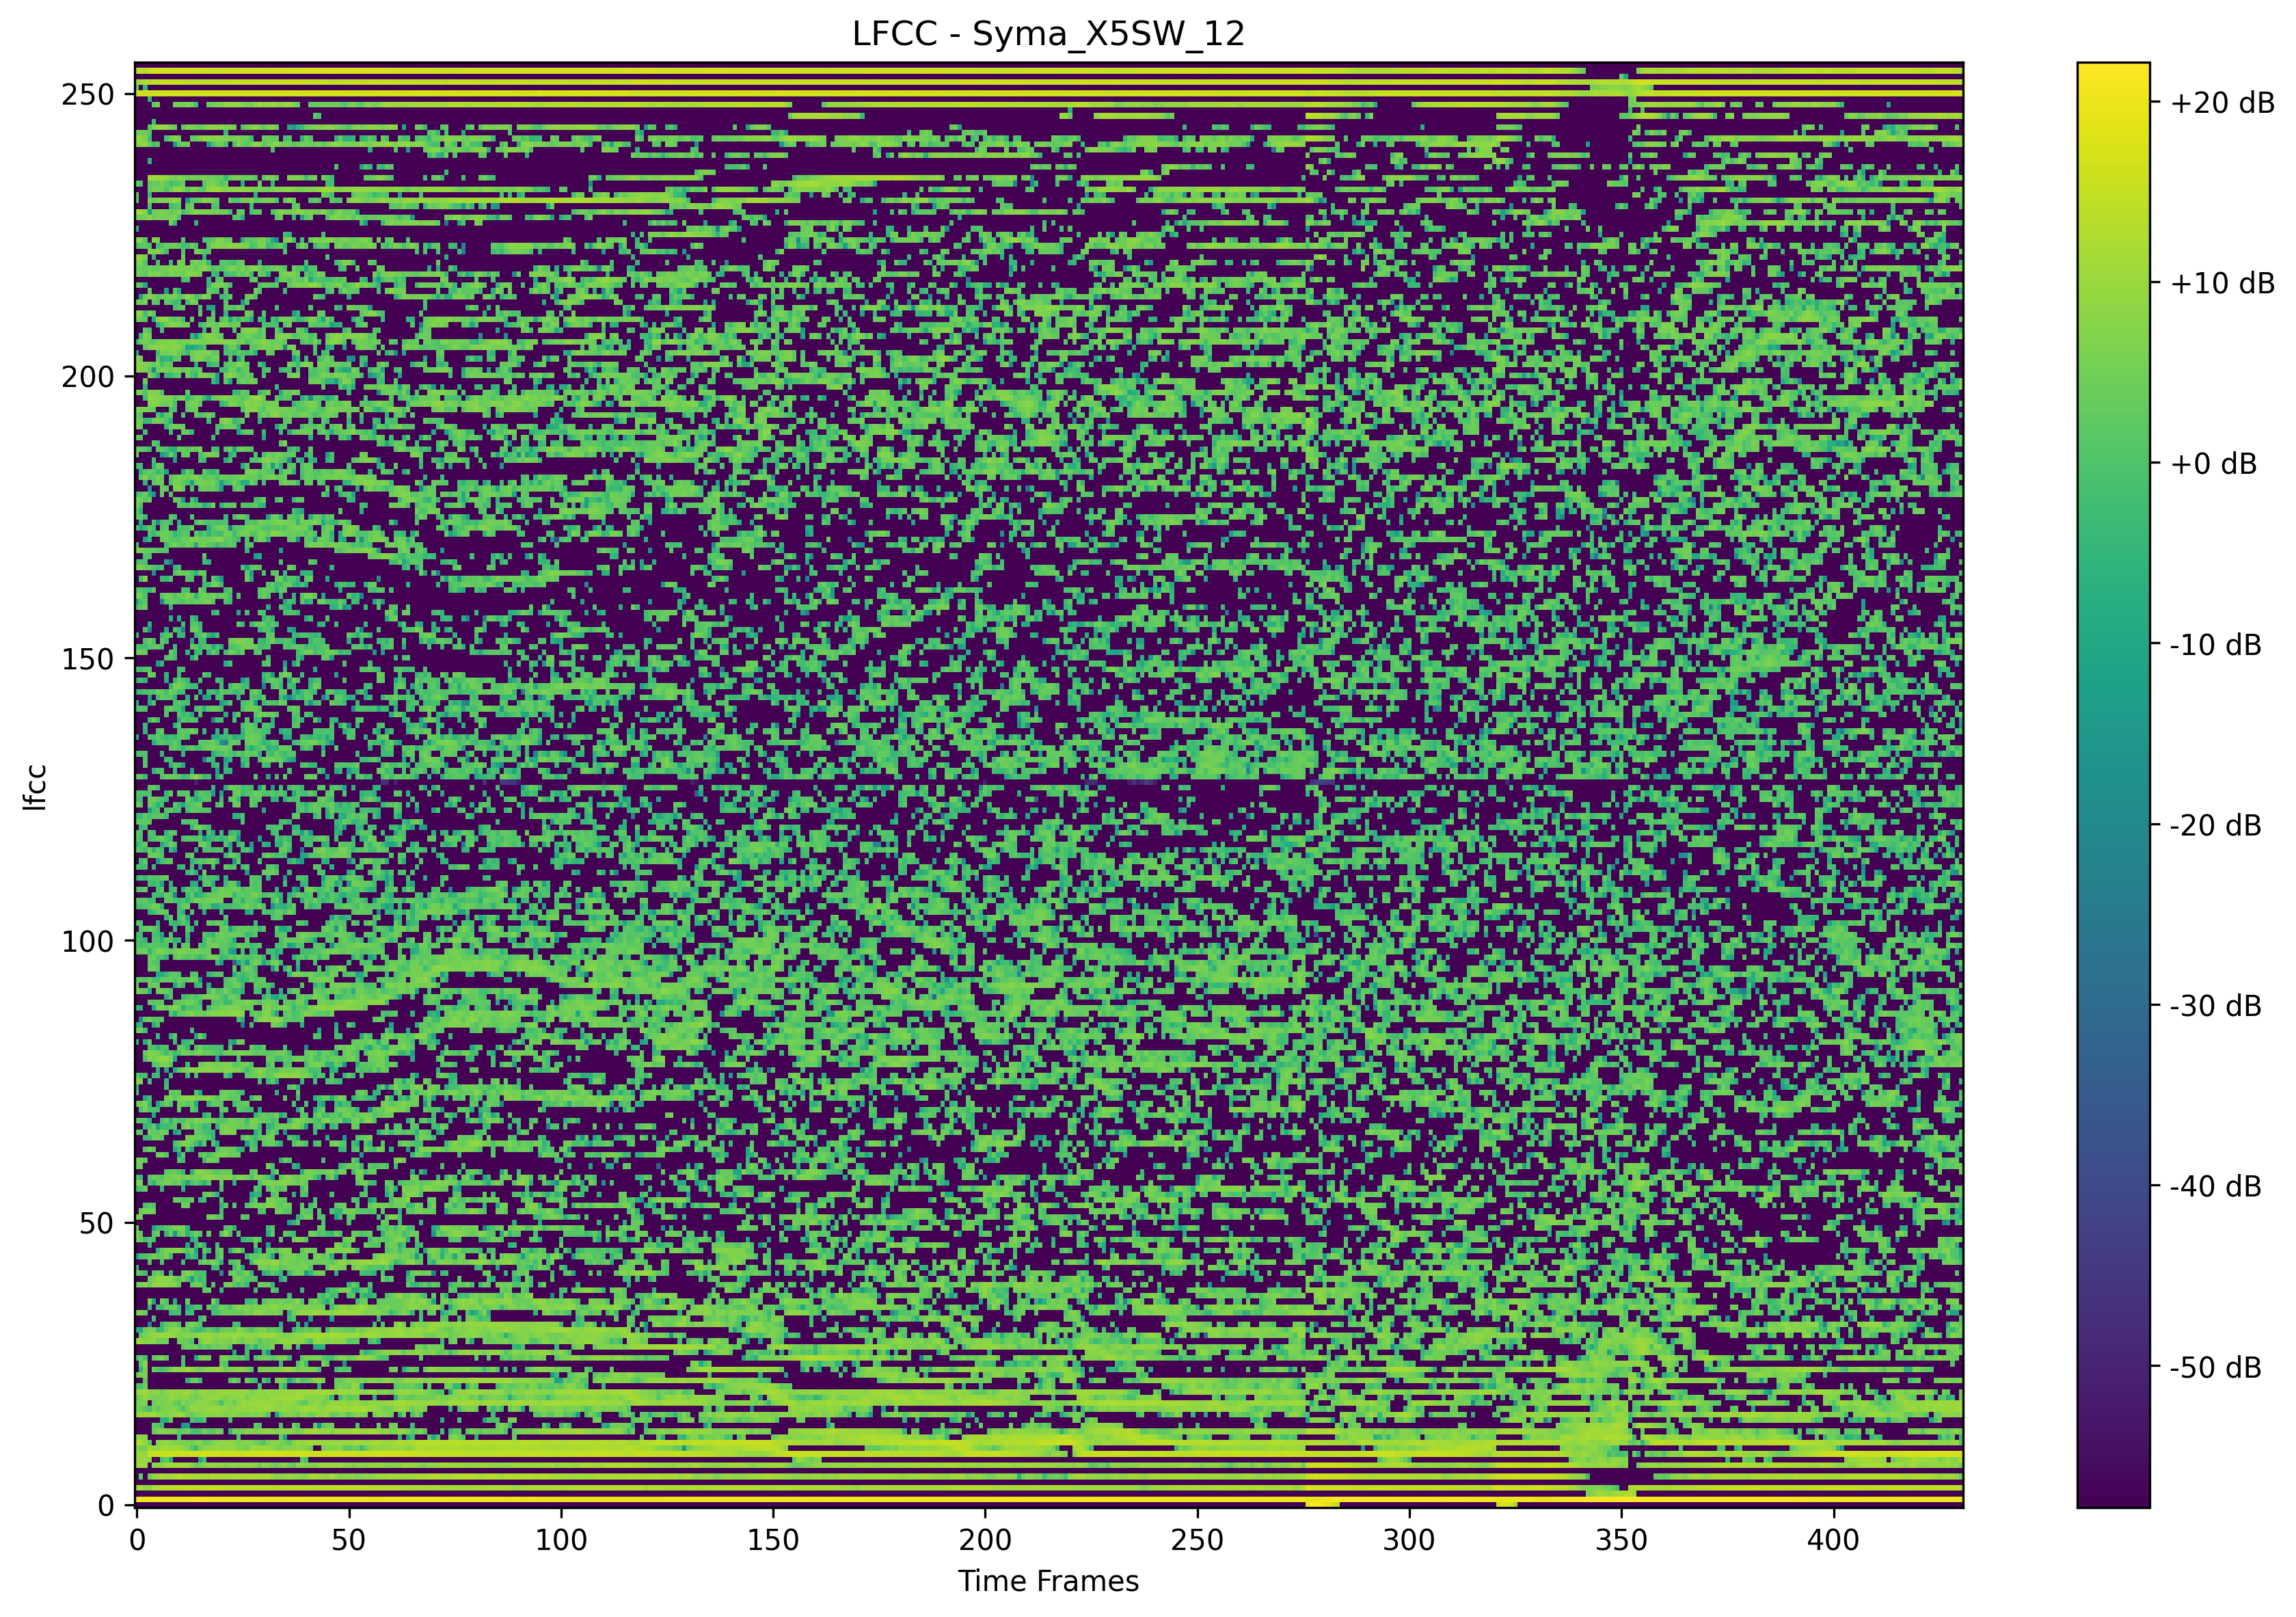 LFCC - Syma_X5SW_12
250
200
150
100
50
0
lfcc
0 50 100 150 200 250 300 350 400
Time Frames
+20 dB
+10 dB
+0 dB
-10 dB
-20 dB
-30 dB
-40 dB
-50 dB